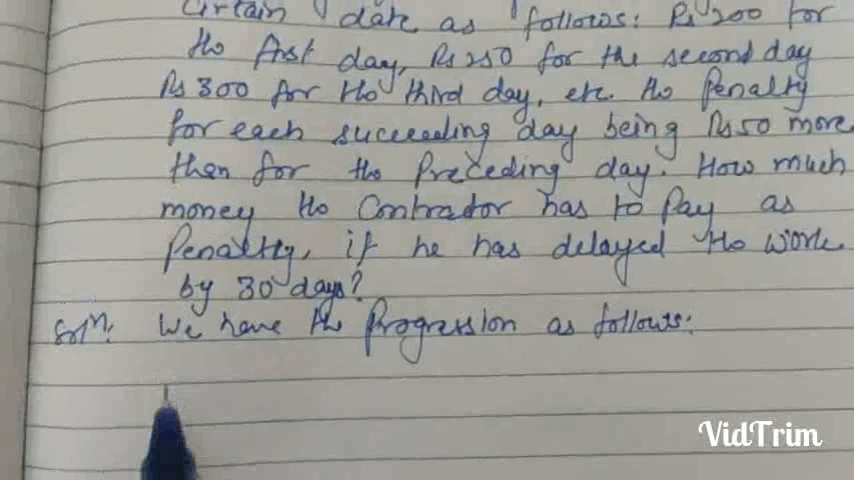 Certain date as follows: Rs 200 for
the first day, Rs 250 for the second day
Rs 300 for the third day, etc. the Penalty
for each succeeding day being Rs 50 more
than for the Preceding day. How much
money the Contractor has to Pay as
Penalty, if he has delayed the work
by 30 days?
Solⁿ: We have the Progression as follows:
VidTrim